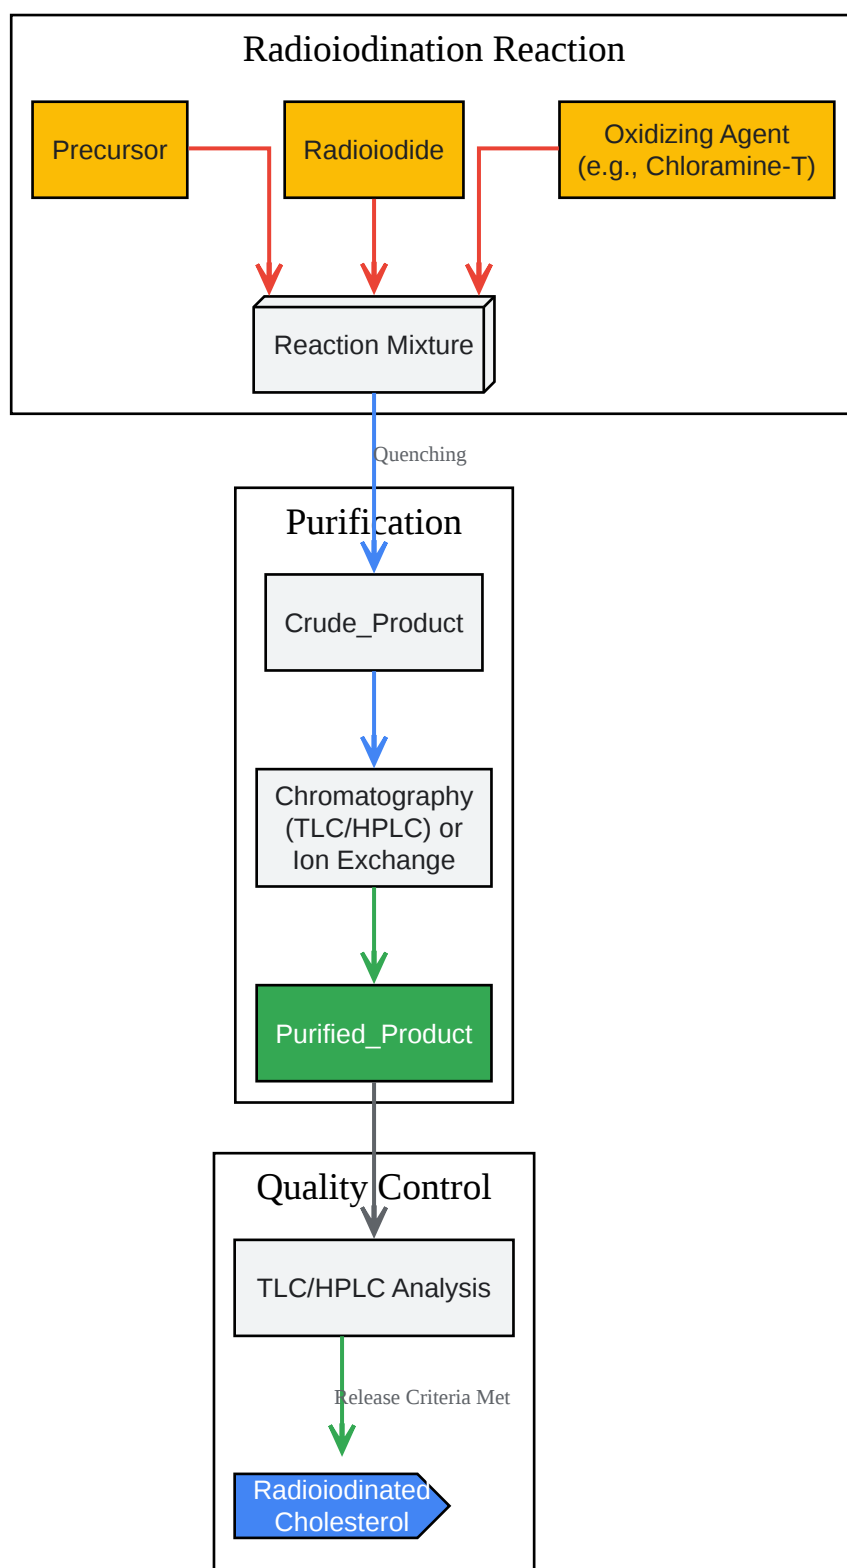 Radioiodination Reaction
Precursor
Radioiodide
Oxidizing Agent
(e.g., Chloramine-T)
Reaction Mixture
Quenching
Purification
Crude_Product
Chromatography
(TLC/HPLC) or
Ion Exchange
Purified_Product
Quality Control
TLC/HPLC Analysis
Release Criteria Met
Radioiodinated
Cholesterol